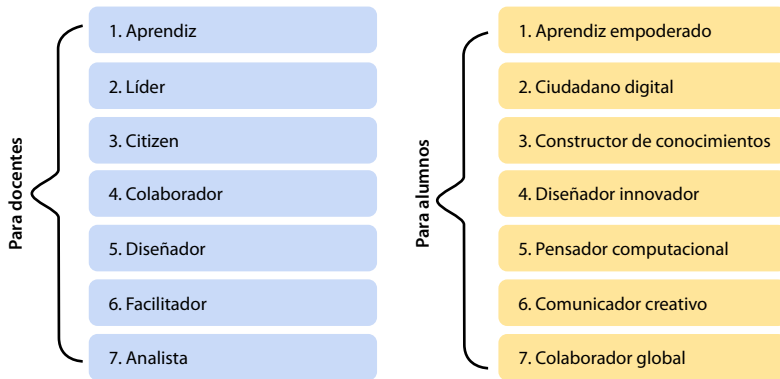 Para docentes
1. Aprendiz
2. Líder
3. Citizen
4. Colaborador
5. Diseñador
6. Facilitador
7. Analista
Para alumnos
1. Aprendiz empoderado
2. Ciudadano digital
3. Constructor de conocimientos
4. Diseñador innovador
5. Pensador computacional
6. Comunicador creativo
7. Colaborador global